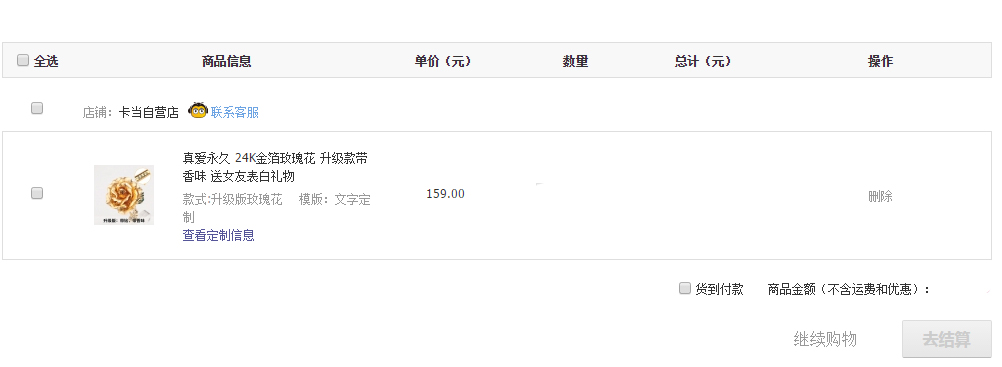 全选 商品信息 单价（元） 数量 总计（元） 操作
店铺： 卡当自营店 联系客服
真爱永久 24K金箔玫瑰花 升级款带
香味 送女友表白礼物
款式:升级版玫瑰花 模版：文字定
制
查看定制信息
159.00
删除
货到付款 商品金额（不含运费和优惠）：
继续购物 去结算